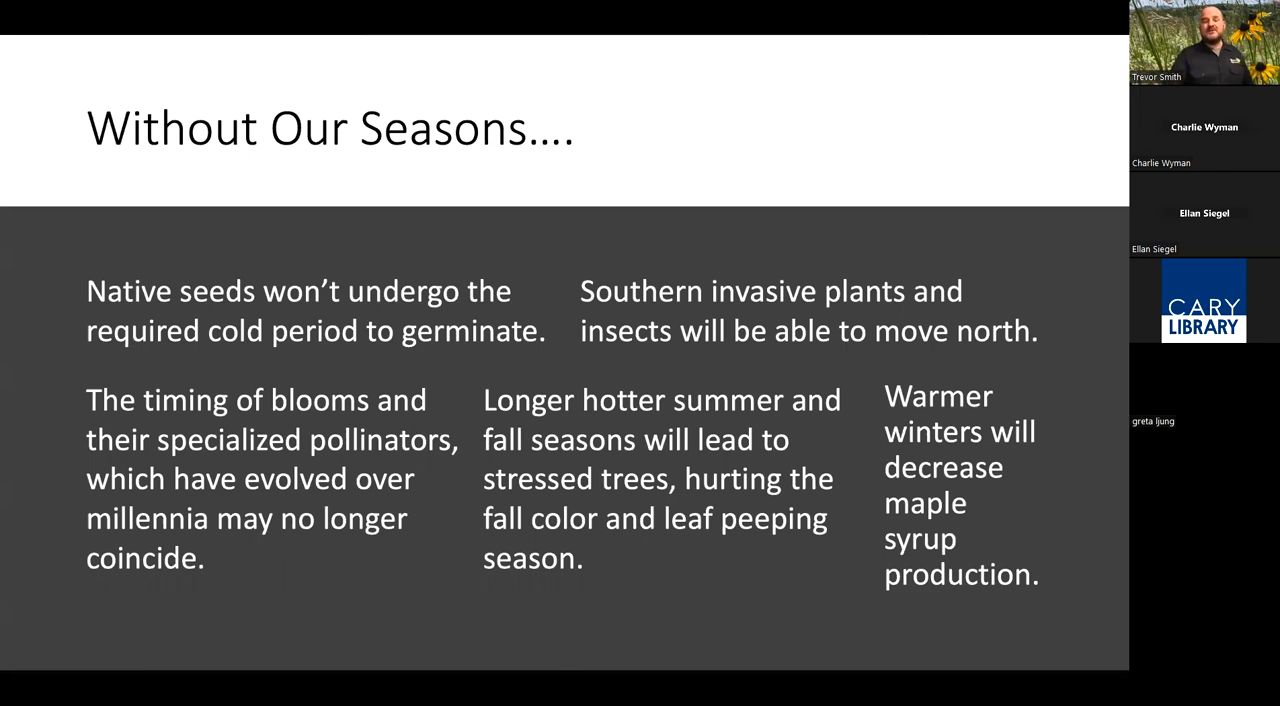 Without Our Seasons....
Native seeds won't undergo the
required cold period to germinate.
Southern invasive plants and
insects will be able to move north.
The timing of blooms and
their specialized pollinators,
which have evolved over
millennia may no longer
coincide.
Longer hotter summer and
fall seasons will lead to
stressed trees, hurting the
fall color and leaf peeping
season.
Warmer
winters will
decrease
maple
syrup
production.
Trevor Smith
Charlie Wyman
Charlie Wyman
Ellan Siegel
Ellan Siegel
CARY
LIBRARY
greta ljung